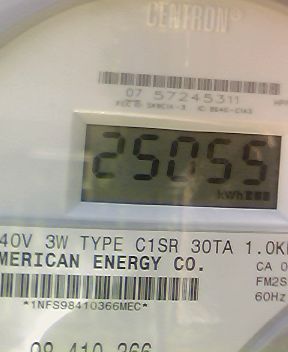 CENTRON®
07 57245311
25055
kWh
40V 3W TYPE C1SR 30TA 1.0K
MERICAN ENERGY CO.
CA 0
FM2S
60Hz
*1NFS98410366MEC*
98 410 366